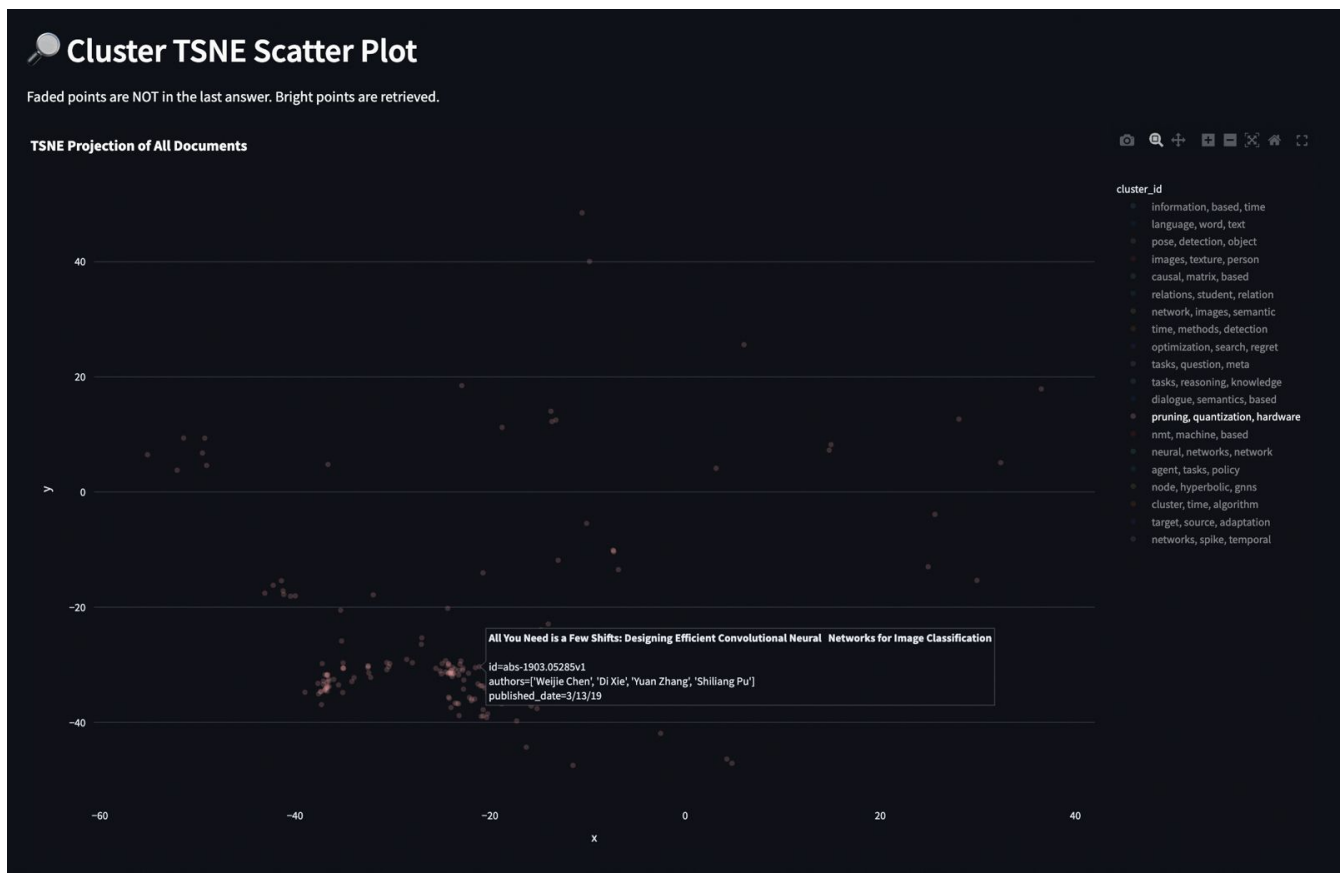 🔎 Cluster TSNE Scatter Plot
Faded points are NOT in the last answer. Bright points are retrieved.
TSNE Projection of All Documents
cluster_id
information, based, time
language, word, text
pose, detection, object
images, texture, person
causal, matrix, based
relations, student, relation
network, images, semantic
time, methods, detection
optimization, search, regret
tasks, question, meta
tasks, reasoning, knowledge
dialogue, semantics, based
pruning, quantization, hardware
nmt, machine, based
neural, networks, network
agent, tasks, policy
node, hyperbolic, gnns
cluster, time, algorithm
target, source, adaptation
networks, spike, temporal
40
20
0
−20
−40
y
All You Need is a Few Shifts: Designing Efficient Convolutional Neural Networks for Image Classification
id=abs-1903.05285v1
authors=['Weijie Chen', 'Di Xie', 'Yuan Zhang', 'Shiliang Pu']
published_date=3/13/19
−60
−40
−20
0
20
40
x